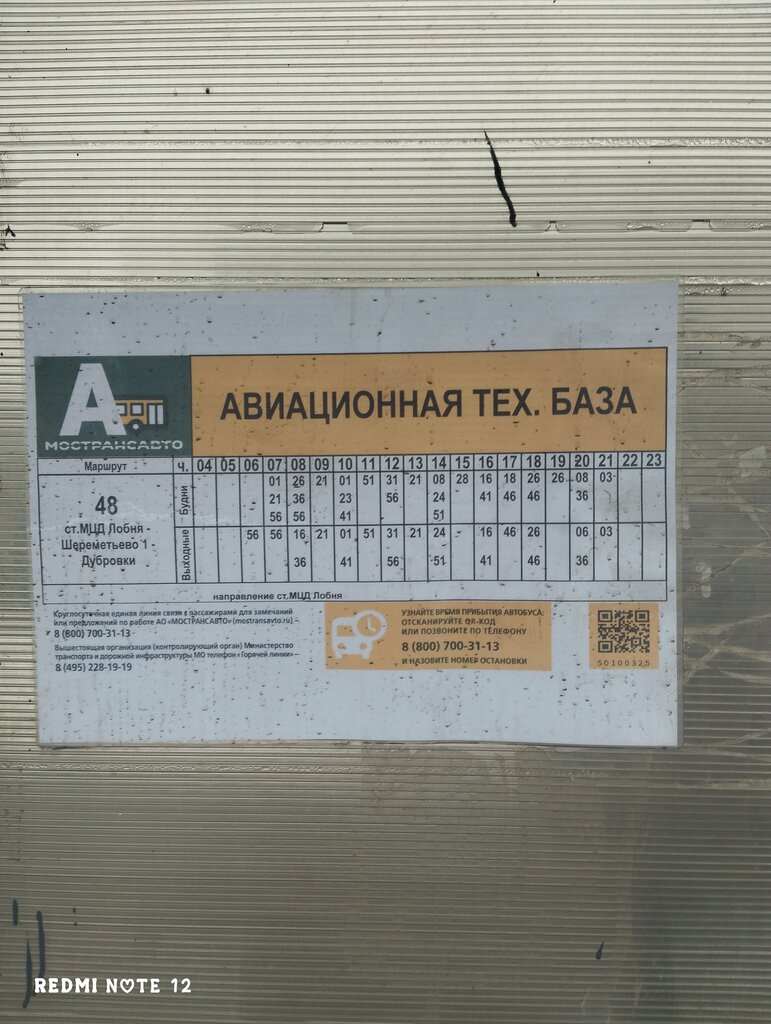 А
МОСТРАНСАВТО
АВИАЦИОННАЯ ТЕХ. БАЗА
Маршрут Ч. 04 05 06 07 08 09 10 11 12 13 14 15 16 17 18 19 20 21 22 23
48
ст.МЦД Лобня -
Шереметьево 1 -
Дубровки
Будни
01 26 21 01 51 31 21 08 28 16 18 26 26 08 03
21 36 23 56 24 41 46 46 36
56 56 41 51
Выходные
56 56 16 21 01 51 31 21 24 16 46 26 06 03
36 41 56 51 41 46 36
направление ст.МЦД Лобня
Круглосуточная единая линия связи с пассажирами для замечаний
или предложений по работе АО «МОСТРАНСАВТО» (mostransavto.ru) –
8 (800) 700-31-13
Вышестоящая организация (контролирующий орган) Министерство
транспорта и дорожной инфраструктуры МО телефон «Горячей линии» –
8 (495) 228-19-19
УЗНАЙТЕ ВРЕМЯ ПРИБЫТИЯ АВТОБУСА:
ОТСКАНИРУЙТЕ QR-КОД
ИЛИ ПОЗВОНИТЕ ПО ТЕЛЕФОНУ
8 (800) 700-31-13
И НАЗОВИТЕ НОМЕР ОСТАНОВКИ
50100325
REDMI NOTE 12